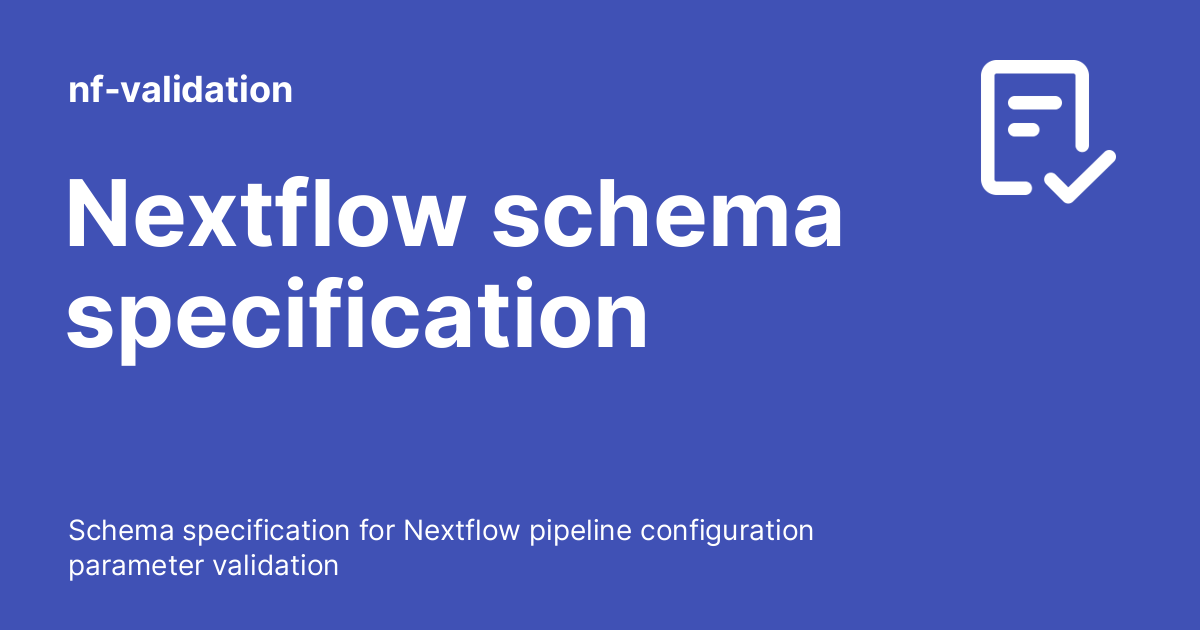 nf-validation
Nextflow schema
specification
Schema specification for Nextflow pipeline configuration
parameter validation